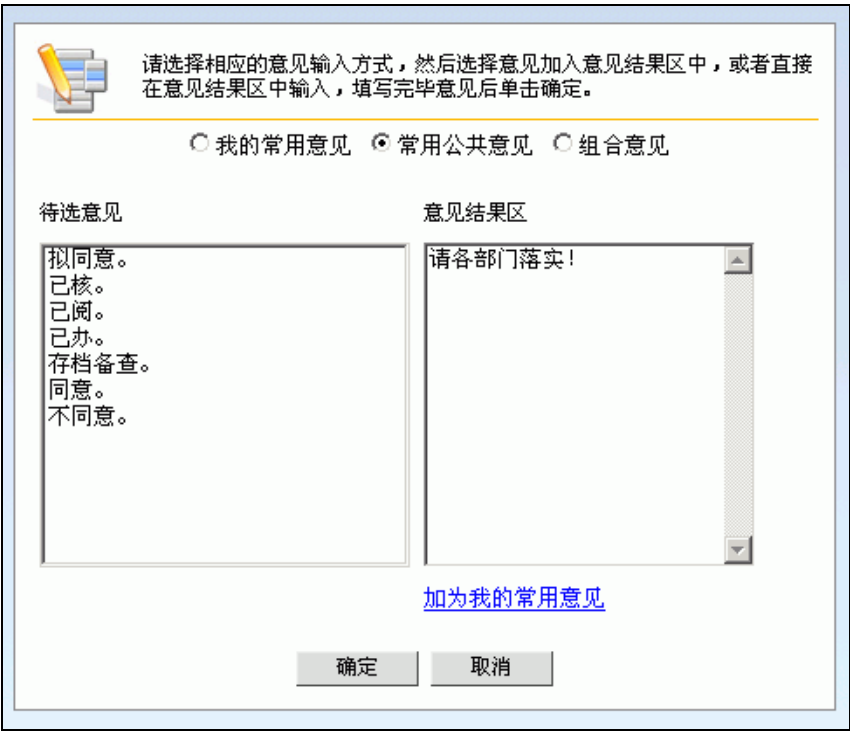 请选择相应的意见输入方式，然后选择意见加入意见结果区中，或者直接
在意见结果区中输入，填写完毕意见后单击确定。
我的常用意见 常用公共意见 组合意见
待选意见 意见结果区
拟同意。 请各部门落实!
已核。
已阅。
已办。
存档备查。
同意。
不同意。
加为我的常用意见
确定 取消